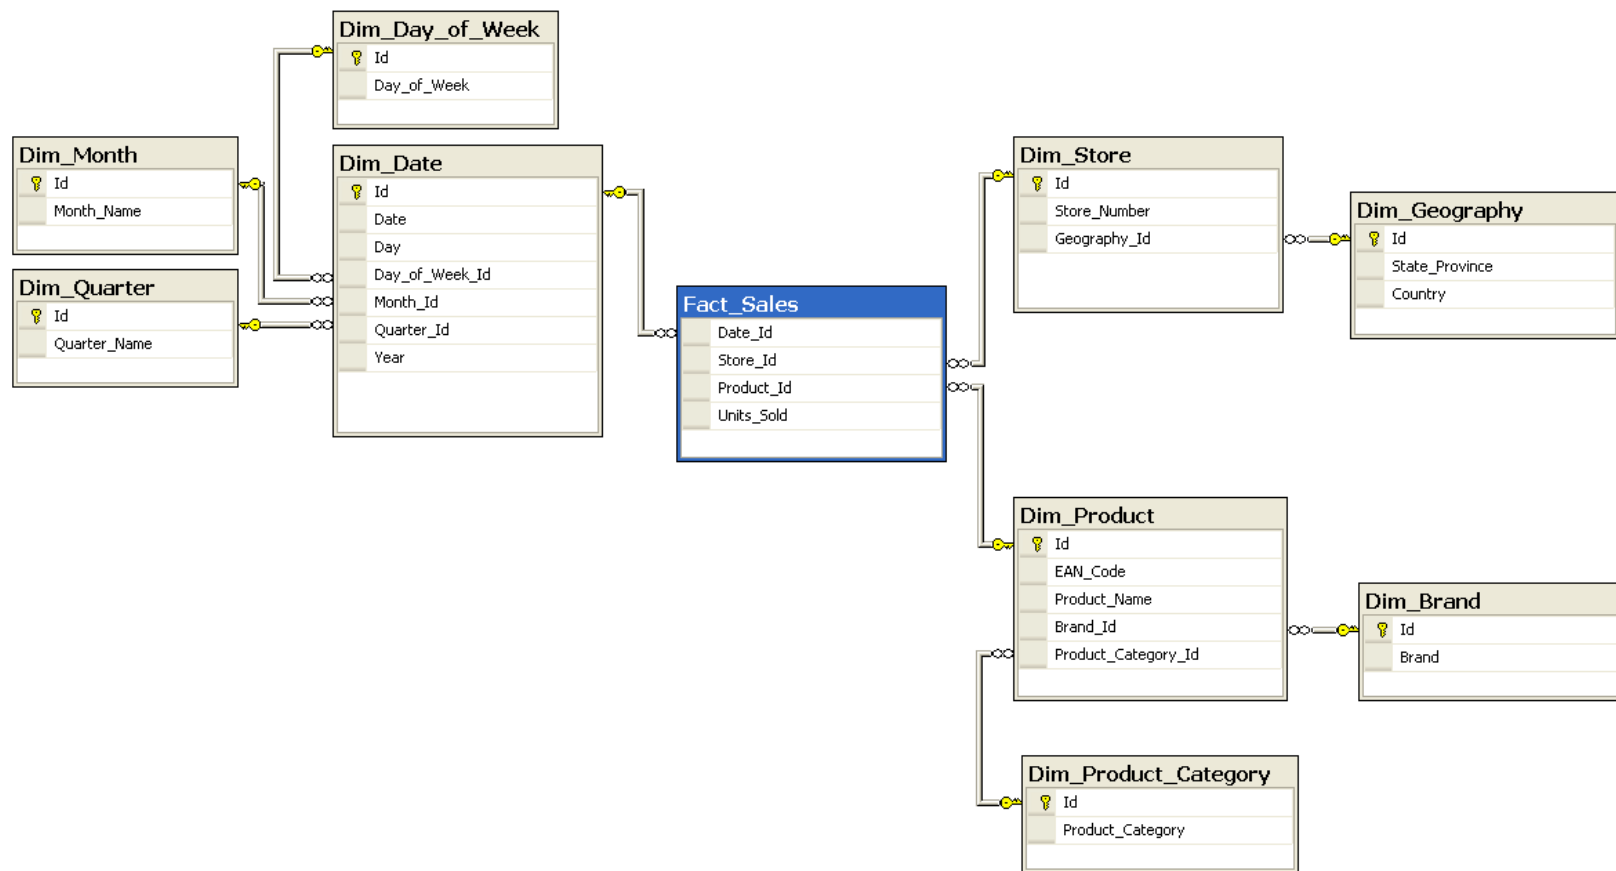 Dim_Day_of_Week
Id
Day_of_Week
Dim_Month
Id
Month_Name
Dim_Quarter
Id
Quarter_Name
Dim_Date
Id
Date
Day
Day_of_Week_Id
Month_Id
Quarter_Id
Year
Fact_Sales
Date_Id
Store_Id
Product_Id
Units_Sold
Dim_Store
Id
Store_Number
Geography_Id
Dim_Geography
Id
State_Province
Country
Dim_Product
Id
EAN_Code
Product_Name
Brand_Id
Product_Category_Id
Dim_Brand
Id
Brand
Dim_Product_Category
Id
Product_Category